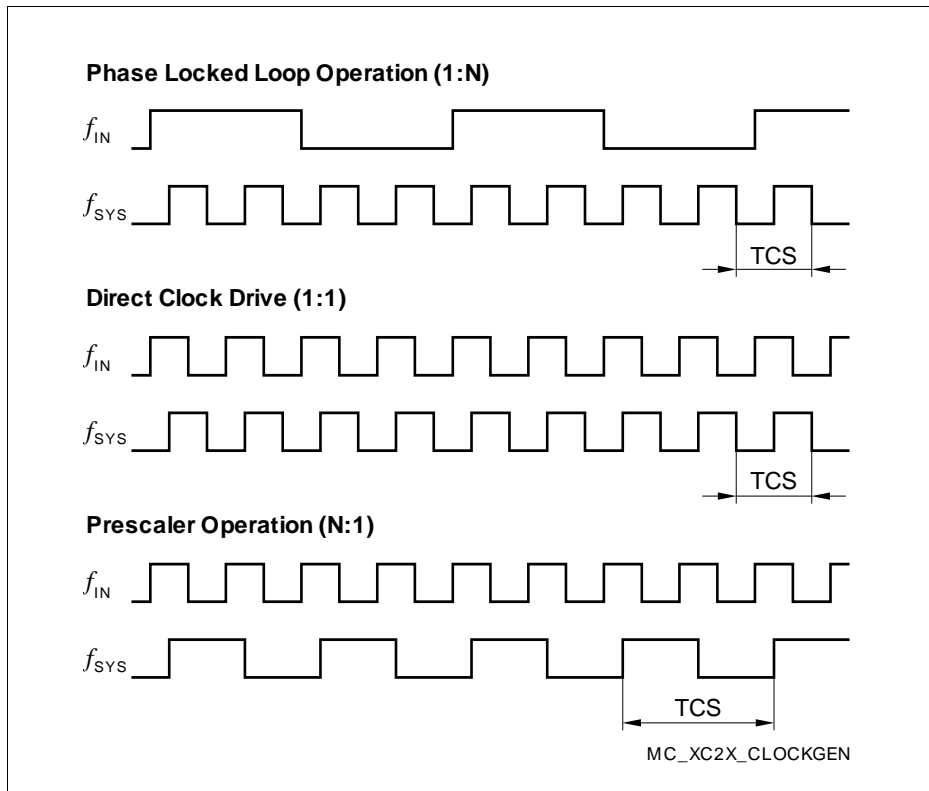 Phase Locked Loop Operation (1:N)
fIN
fSYS
TCS
Direct Clock Drive (1:1)
fIN
fSYS
TCS
Prescaler Operation (N:1)
fIN
fSYS
TCS
MC_XC2X_CLOCKGEN